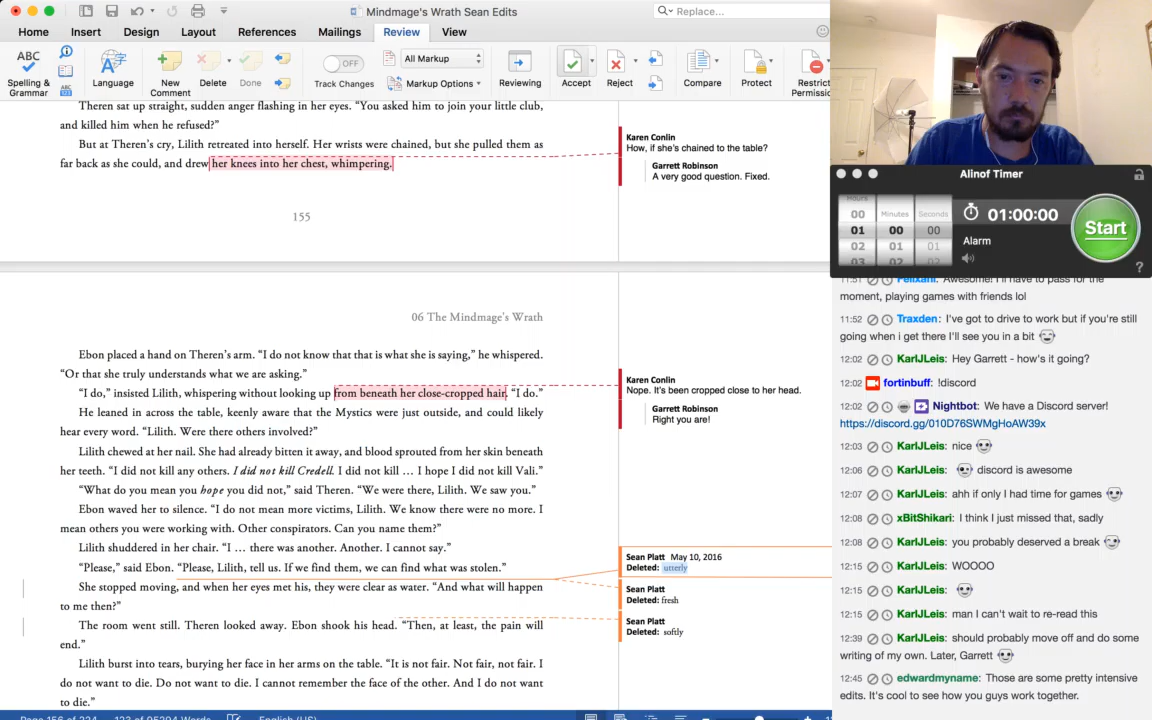 Mindmage's Wrath Sean Edits
Replace...
Home Insert Design Layout References Mailings Review View
ABC
Spelling & Grammar
Language
New Comment
Delete
Done
OFF
Track Changes
All Markup
Markup Options
Reviewing
Accept
Reject
Compare
Protect
Restrict
Permission
Theren sat up straight, sudden anger flashing in her eyes. “You asked him to join your little club,
and killed him when he refused?”
But at Theren’s cry, Lilith retreated into herself. Her wrists were chained, but she pulled them as
far back as she could, and drew her knees into her chest, whimpering.
155
Karen Conlin
How, if she’s chained to the table?
Garrett Robinson
A very good question. Fixed.
06 The Mindmage's Wrath
Ebon placed a hand on Theren’s arm. “I do not know that that is what she is saying,” he whispered.
“Or that she truly understands what we are asking.”
“I do,” insisted Lilith, whispering without looking up from beneath her close-cropped hair. “I do.”
He leaned in across the table, keenly aware that the Mystics were just outside, and could likely
hear every word. “Lilith. Were there others involved?”
Lilith chewed at her nail. She had already bitten it away, and blood sprouted from her skin beneath
her teeth. “I did not kill any others. I did not kill Credell. I did not kill … I hope I did not kill Vali.”
“What do you mean you hope you did not,” said Theren. “We were there, Lilith. We saw you.”
Ebon waved her to silence. “I do not mean more victims, Lilith. We know there were no more. I
mean others you were working with. Other conspirators. Can you name them?”
Lilith shuddered in her chair. “I … there was another. Another. I cannot say.”
“Please,” said Ebon. “Please, Lilith, tell us. If we find them, we can find what was stolen.”
She stopped moving, and when her eyes met his, they were clear as water. “And what will happen
to me then?”
The room went still. Theren looked away. Ebon shook his head. “Then, at least, the pain will
end.”
Lilith burst into tears, burying her face in her arms on the table. “It is not fair. Not fair, not fair. I
do not want to die. Do not want to die. I cannot remember the face of the other. And I do not want
to die.”
Karen Conlin
Nope. It’s been cropped close to her head.
Garrett Robinson
Right you are!
Sean Platt May 10, 2016
Deleted: utterly
Sean Platt
Deleted: fresh
Sean Platt
Deleted: softly
Page 156 of 224 123 of 95294 Words English (US)
Alinof Timer
Hours Minutes Seconds
00
01 00 00
02 01 01
03 02 02
01:00:00
Alarm
Start
?
11:51 Felixahl: Awesome! I'll have to pass for the
moment, playing games with friends lol
11:52 Traxden: I've got to drive to work but if you're still
going when i get there I'll see you in a bit
12:02 KarlJLeis: Hey Garrett - how's it going?
12:02 fortinbuff: !discord
12:02 Nightbot: We have a Discord server!
https://discord.gg/010D76SWMgHoAW39x
12:03 KarlJLeis: nice
12:06 KarlJLeis: discord is awesome
12:07 KarlJLeis: ahh if only I had time for games
12:08 xBitShikari: I think I just missed that, sadly
12:08 KarlJLeis: you probably deserved a break
12:15 KarlJLeis: WOOOO
12:15 KarlJLeis:
12:15 KarlJLeis: man I can't wait to re-read this
12:39 KarlJLeis: should probably move off and do some
writing of my own. Later, Garrett
12:45 edwardmyname: Those are some pretty intensive
edits. It's cool to see how you guys work together.